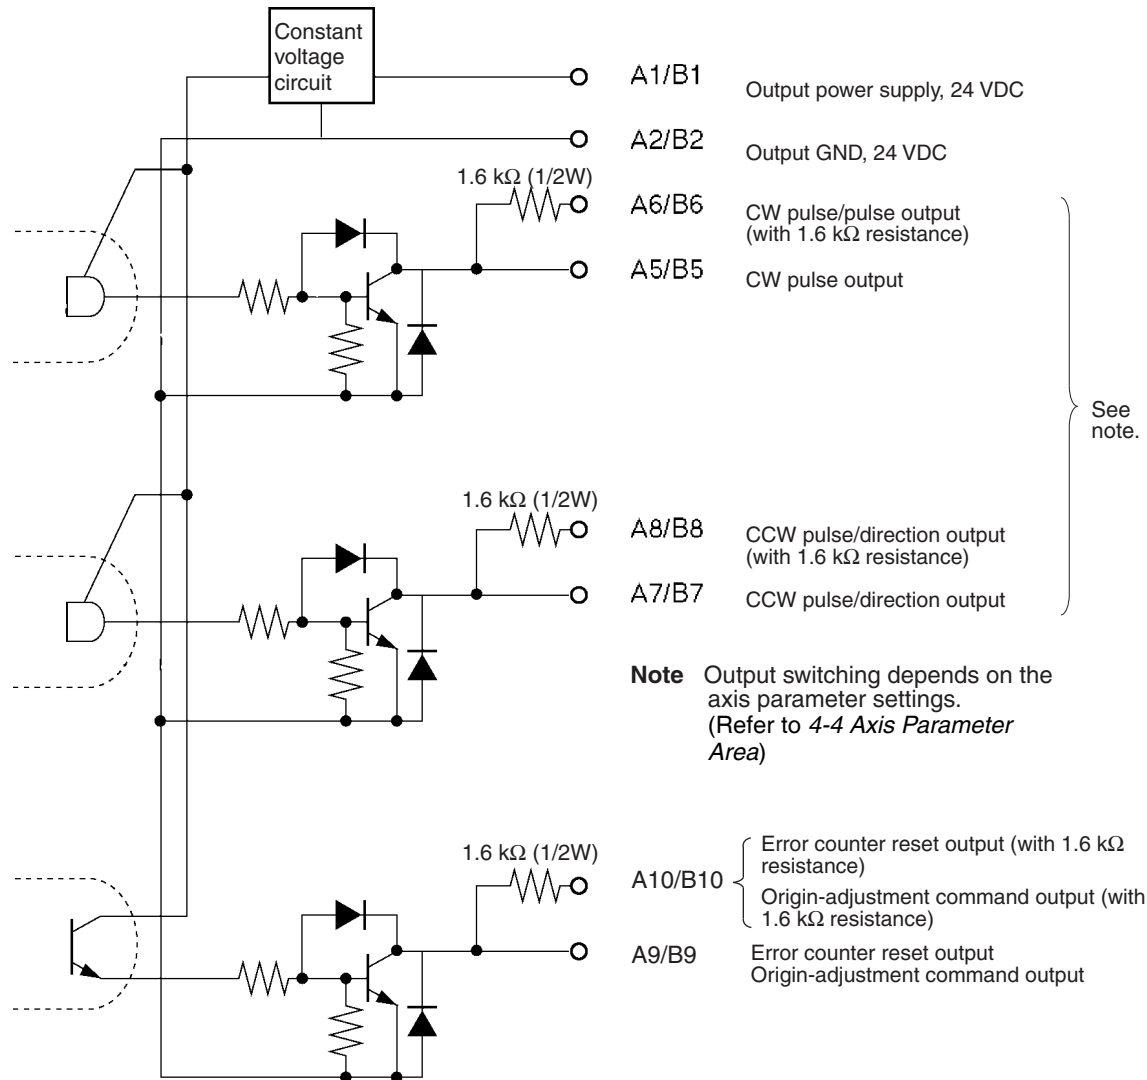 Constant
voltage
circuit
A1/B1
Output power supply, 24 VDC
A2/B2
Output GND, 24 VDC
1.6 kΩ (1/2W)
A6/B6
CW pulse/pulse output
(with 1.6 kΩ resistance)
A5/B5
CW pulse output
See
note.
1.6 kΩ (1/2W)
A8/B8
CCW pulse/direction output
(with 1.6 kΩ resistance)
A7/B7
CCW pulse/direction output
Note Output switching depends on the
axis parameter settings.
(Refer to 4-4 Axis Parameter
Area)
1.6 kΩ (1/2W)
A10/B10
Error counter reset output (with 1.6 kΩ
resistance)
Origin-adjustment command output (with
1.6 kΩ resistance)
A9/B9
Error counter reset output
Origin-adjustment command output